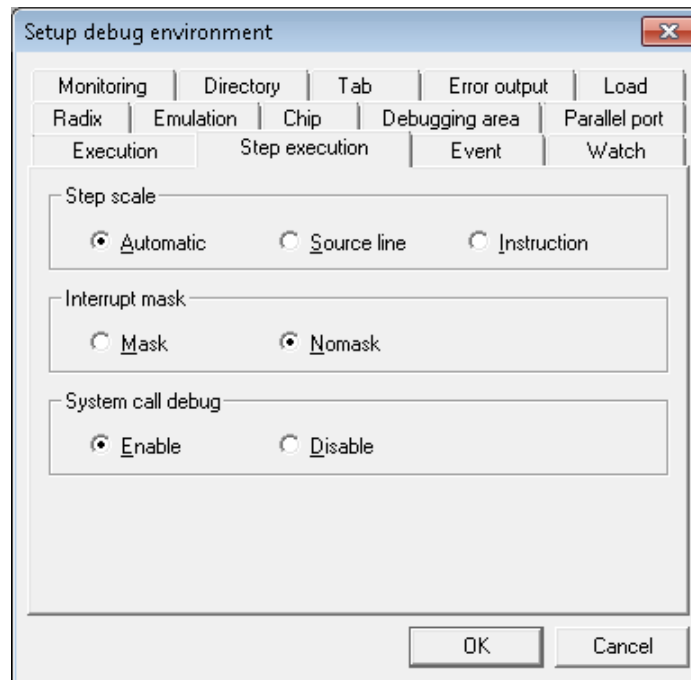 Setup debug environment
Monitoring Directory Tab Error output Load
Radix Emulation Chip Debugging area Parallel port
Execution Step execution Event Watch
Step scale
Automatic Source line Instruction
Interrupt mask
Mask Nomask
System call debug
Enable Disable
OK Cancel